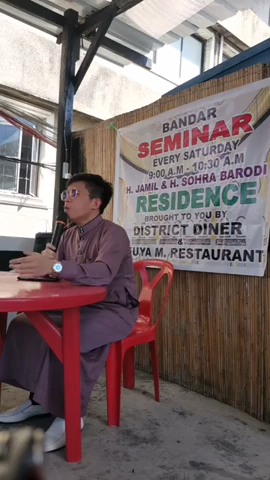 BANDAR
SEMINAR
EVERY SATURDAY
9:00 A.M - 10:30 A.M
H. JAMIL & H. SOHRA BARODI
RESIDENCE
BROUGHT TO YOU BY
DISTRICT DINER
&
UYA M. RESTAURANT